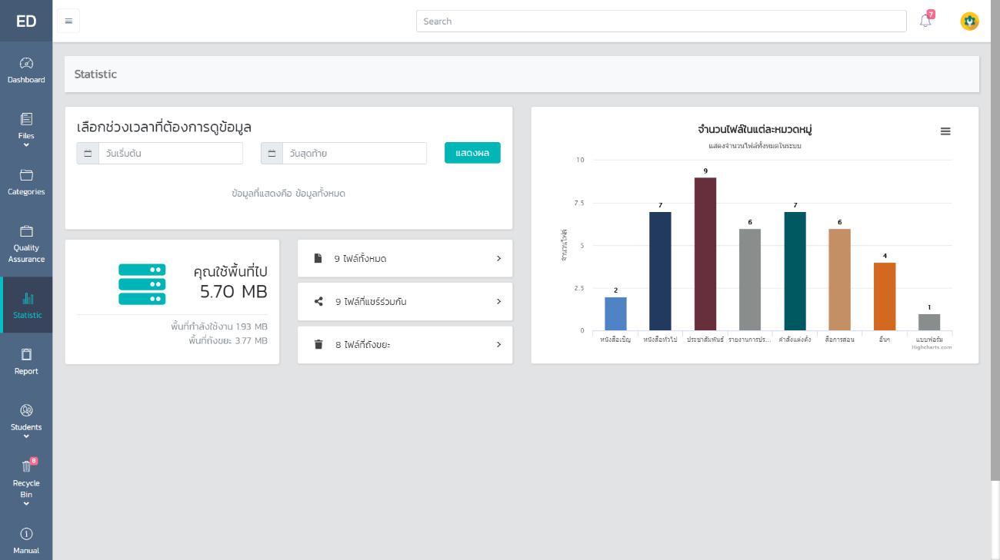 ED
Search
7
Dashboard
Files
Categories
Quality
Assurance
Statistic
Report
Students
8
Recycle
Bin
Manual
Statistic
เลือกช่วงเวลาที่ต้องการดูข้อมูล
วันเริ่มต้น
วันสุดท้าย
แสดงผล
ข้อมูลที่แสดงคือ ข้อมูลทั้งหมด
คุณใช้พื้นที่ไป
5.70 MB
พื้นที่กำลังใช้งาน 1.93 MB
พื้นที่ถังขยะ 3.77 MB
9 ไฟล์ทั้งหมด
9 ไฟล์ที่แชร์ร่วมกัน
8 ไฟล์ที่ถังขยะ
จำนวนไฟล์ในแต่ละหมวดหมู่
แสดงจำนวนไฟล์ทั้งหมดในระบบ
จำนวนไฟล์
10
7.5
5
2.5
0
2
7
9
6
7
6
4
1
หนังสือเชิญ
หนังสือทั่วไป
ประชาสัมพันธ์
รายงานการประ...
คำสั่งแต่งตั้ง
สื่อการสอน
อื่นๆ
แบบฟอร์ม
Highcharts.com